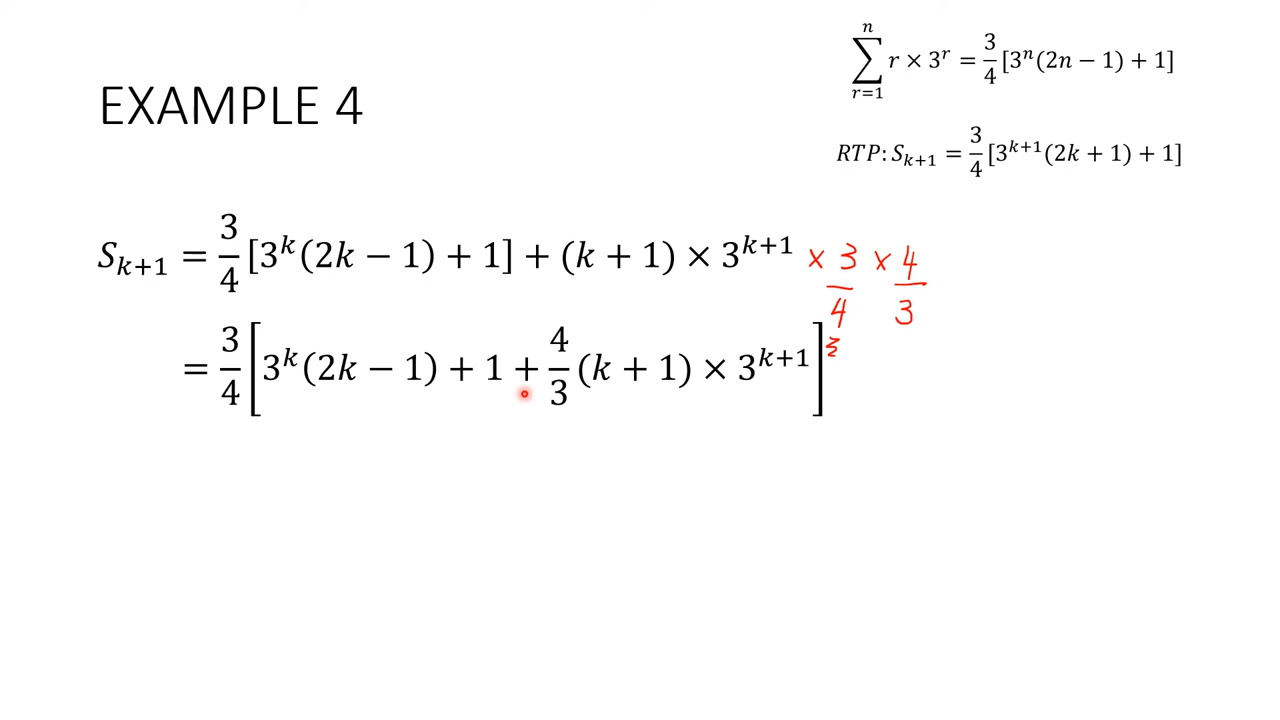 EXAMPLE 4
∑_{r=1}^{n} r × 3^r = 3/4 [3^n(2n − 1) + 1]
RTP: S_{k+1} = 3/4 [3^{k+1}(2k + 1) + 1]
S_{k+1} = 3/4 [3^k(2k − 1) + 1] + (k + 1) × 3^{k+1} × 3/4 × 4/3
= 3/4 [3^k(2k − 1) + 1 + 4/3 (k + 1) × 3^{k+1}]